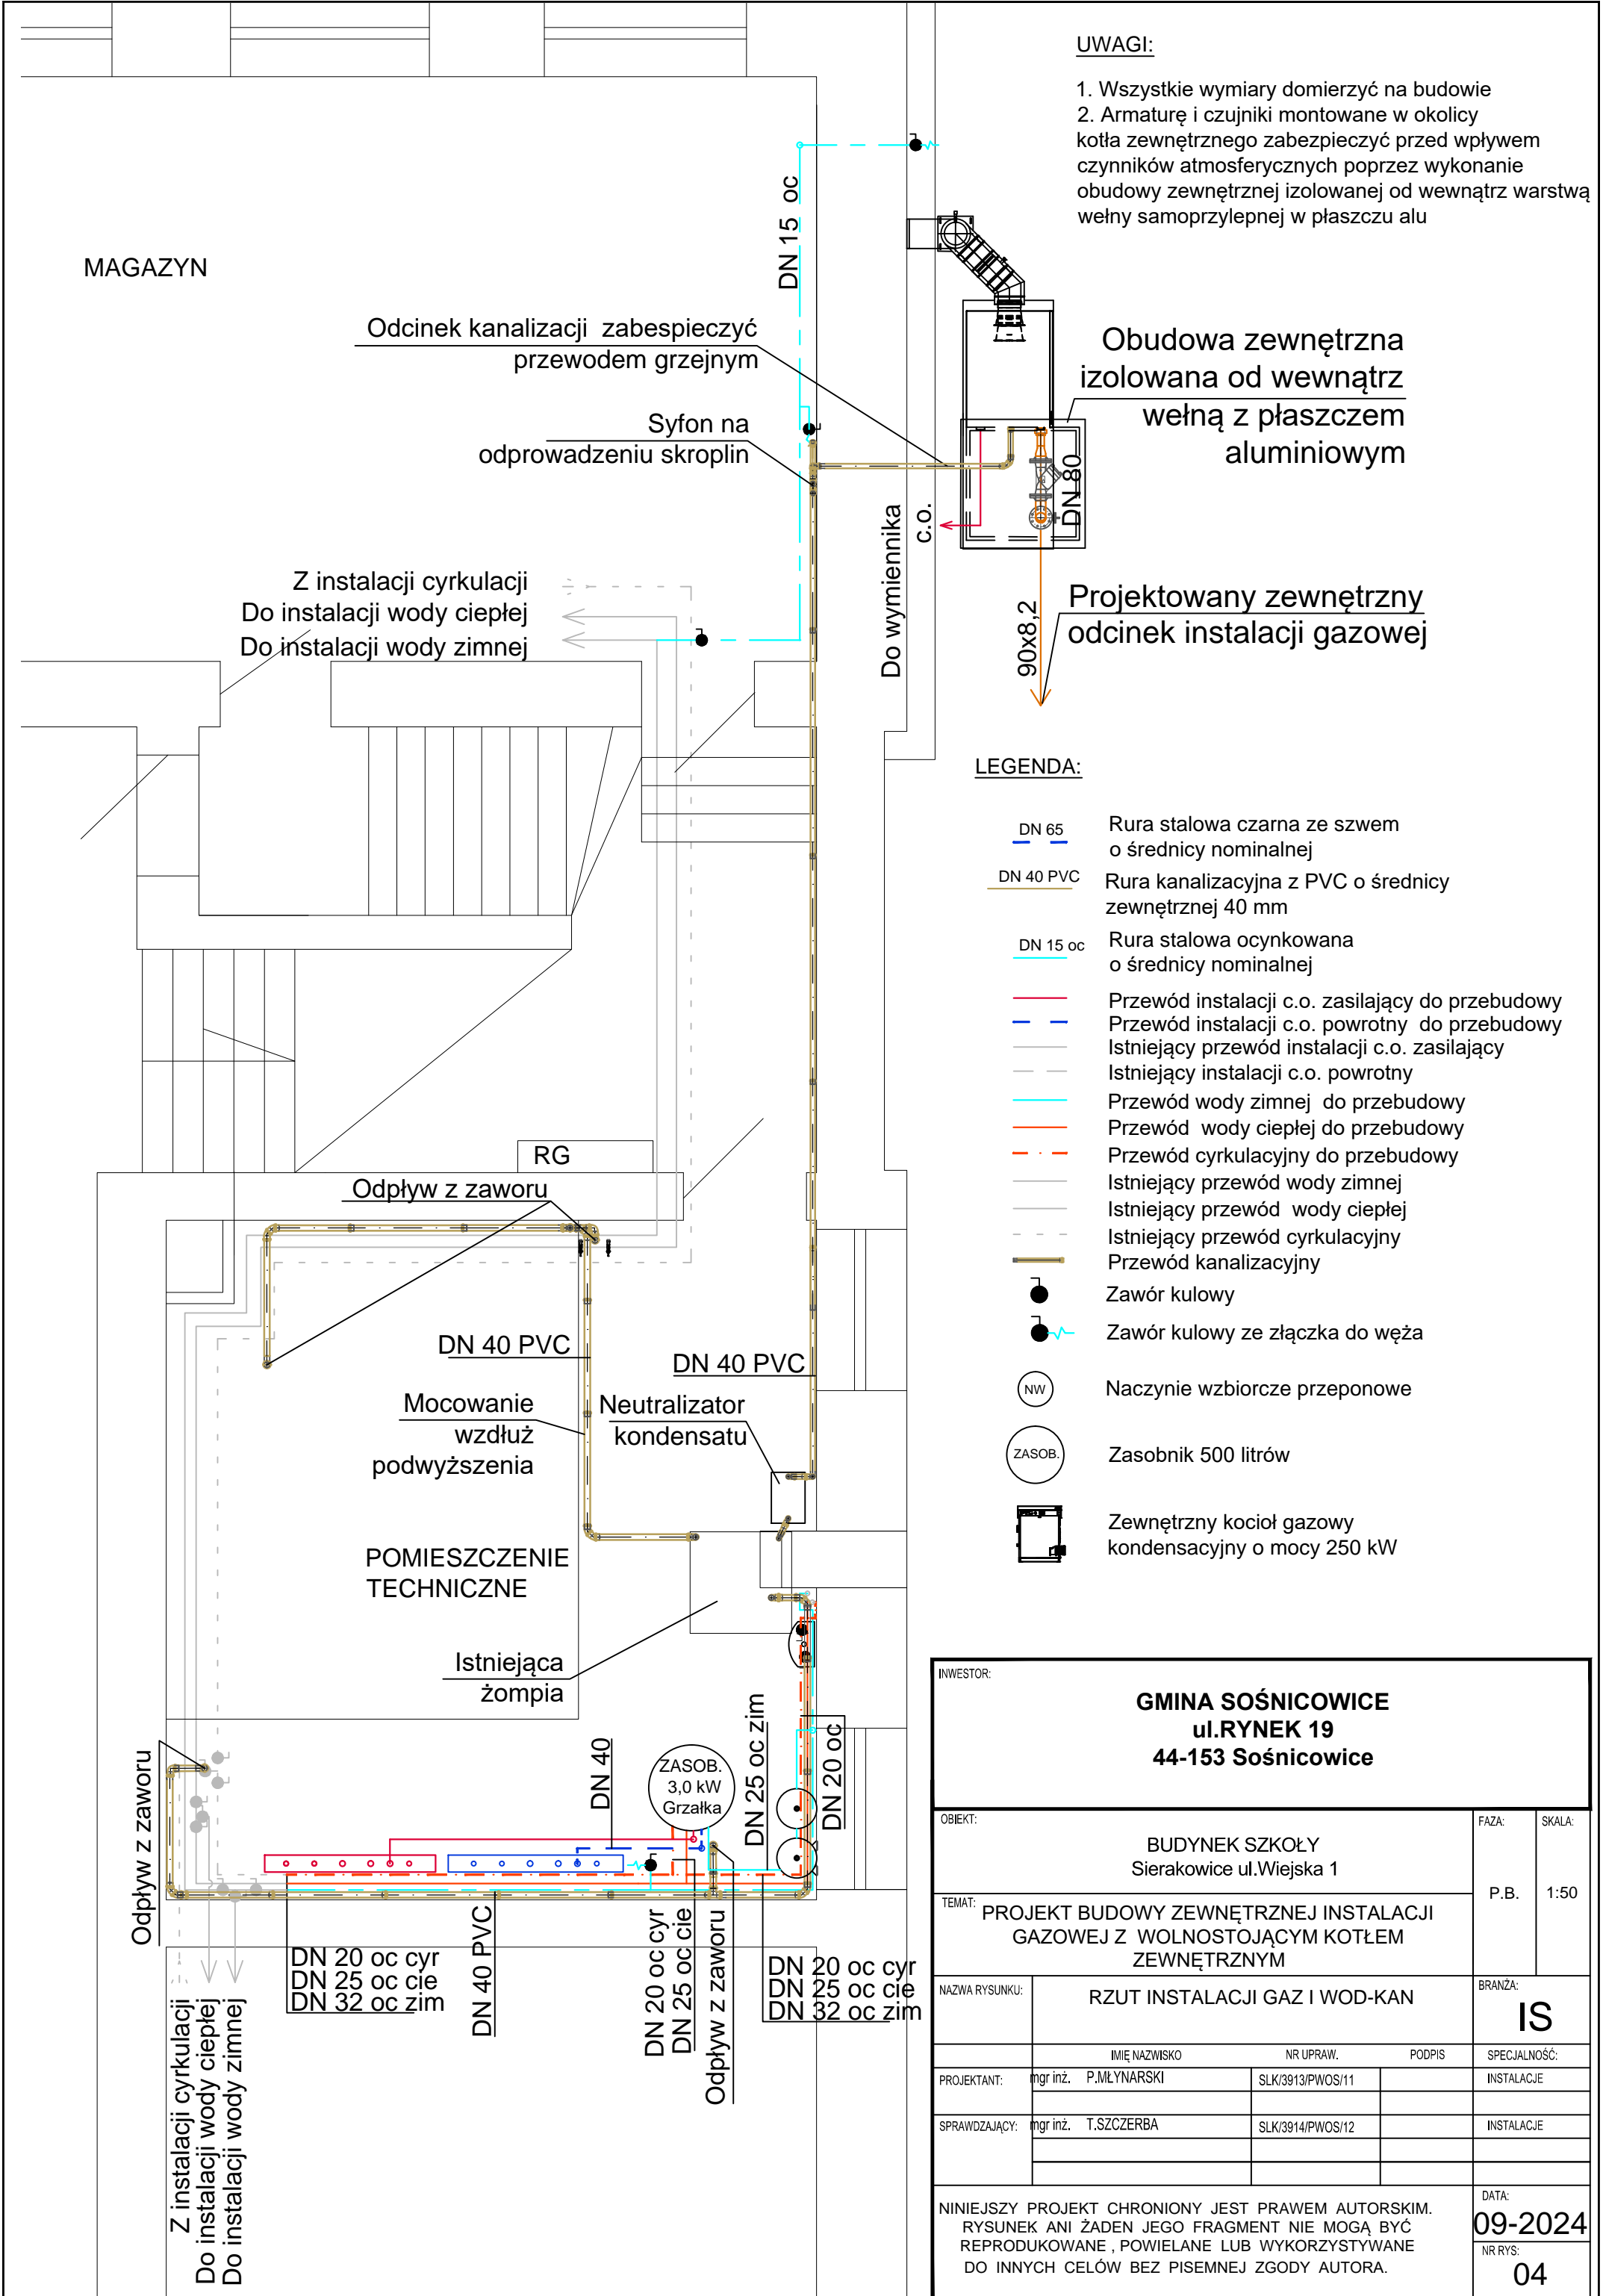 UWAGI:
1. Wszystkie wymiary domierzyć na budowie
2. Armaturę i czujniki montowane w okolicy
kotła zewnętrznego zabezpieczyć przed wpływem
czynników atmosferycznych poprzez wykonanie
obudowy zewnętrznej izolowanej od wewnątrz warstwą
wełny samoprzylepnej w płaszczu alu
MAGAZYN
DN 15 oc
Odcinek kanalizacji zabespieczyć
przewodem grzejnym
Syfon na
odprowadzeniu skroplin
Obudowa zewnętrzna
izolowana od wewnątrz
wełną z płaszczem
aluminiowym
DN 80
Do wymiennika
c.o.
Z instalacji cyrkulacji
Do instalacji wody ciepłej
Do instalacji wody zimnej
90x8,2
Projektowany zewnętrzny
odcinek instalacji gazowej
LEGENDA:
DN 65
Rura stalowa czarna ze szwem
o średnicy nominalnej
DN 40 PVC
Rura kanalizacyjna z PVC o średnicy
zewnętrznej 40 mm
DN 15 oc
Rura stalowa ocynkowana
o średnicy nominalnej
Przewód instalacji c.o. zasilający do przebudowy
Przewód instalacji c.o. powrotny do przebudowy
Istniejący przewód instalacji c.o. zasilający
Istniejący instalacji c.o. powrotny
Przewód wody zimnej do przebudowy
Przewód wody ciepłej do przebudowy
Przewód cyrkulacyjny do przebudowy
Istniejący przewód wody zimnej
Istniejący przewód wody ciepłej
Istniejący przewód cyrkulacyjny
Przewód kanalizacyjny
Zawór kulowy
Zawór kulowy ze złączka do węża
NW
Naczynie wzbiorcze przeponowe
ZASOB.
Zasobnik 500 litrów
Zewnętrzny kocioł gazowy
kondensacyjny o mocy 250 kW
RG
Odpływ z zaworu
DN 40 PVC
DN 40 PVC
Mocowanie
wzdłuż
podwyższenia
Neutralizator
kondensatu
POMIESZCZENIE
TECHNICZNE
Istniejąca
żompia
Odpływ z zaworu
DN 40
ZASOB.
3,0 kW
Grzałka
DN 25 oc zim
DN 20 oc
DN 20 oc cyr
DN 25 oc cie
DN 32 oc zim
DN 40 PVC
DN 20 oc cyr
DN 25 oc cie
Odpływ z zaworu
DN 20 oc cyr
DN 25 oc cie
DN 32 oc zim
Z instalacji cyrkulacji
Do instalacji wody ciepłej
Do instalacji wody zimnej
INWESTOR:
GMINA SOŚNICOWICE
ul.RYNEK 19
44-153 Sośnicowice
OBIEKT:
BUDYNEK SZKOŁY
Sierakowice ul.Wiejska 1
FAZA:
P.B.
SKALA:
1:50
TEMAT:
PROJEKT BUDOWY ZEWNĘTRZNEJ INSTALACJI
GAZOWEJ Z WOLNOSTOJĄCYM KOTŁEM
ZEWNĘTRZNYM
NAZWA RYSUNKU:
RZUT INSTALACJI GAZ I WOD-KAN
BRANŻA:
IS
IMIĘ NAZWISKO
NR UPRAW.
PODPIS
SPECJALNOŚĆ:
PROJEKTANT:
mgr inż. P.MŁYNARSKI
SLK/3913/PWOS/11
INSTALACJE
SPRAWDZAJĄCY:
mgr inż. T.SZCZERBA
SLK/3914/PWOS/12
INSTALACJE
NINIEJSZY PROJEKT CHRONIONY JEST PRAWEM AUTORSKIM.
RYSUNEK ANI ŻADEN JEGO FRAGMENT NIE MOGĄ BYĆ
REPRODUKOWANE , POWIELANE LUB WYKORZYSTYWANE
DO INNYCH CELÓW BEZ PISEMNEJ ZGODY AUTORA.
DATA:
09-2024
NR RYS:
04